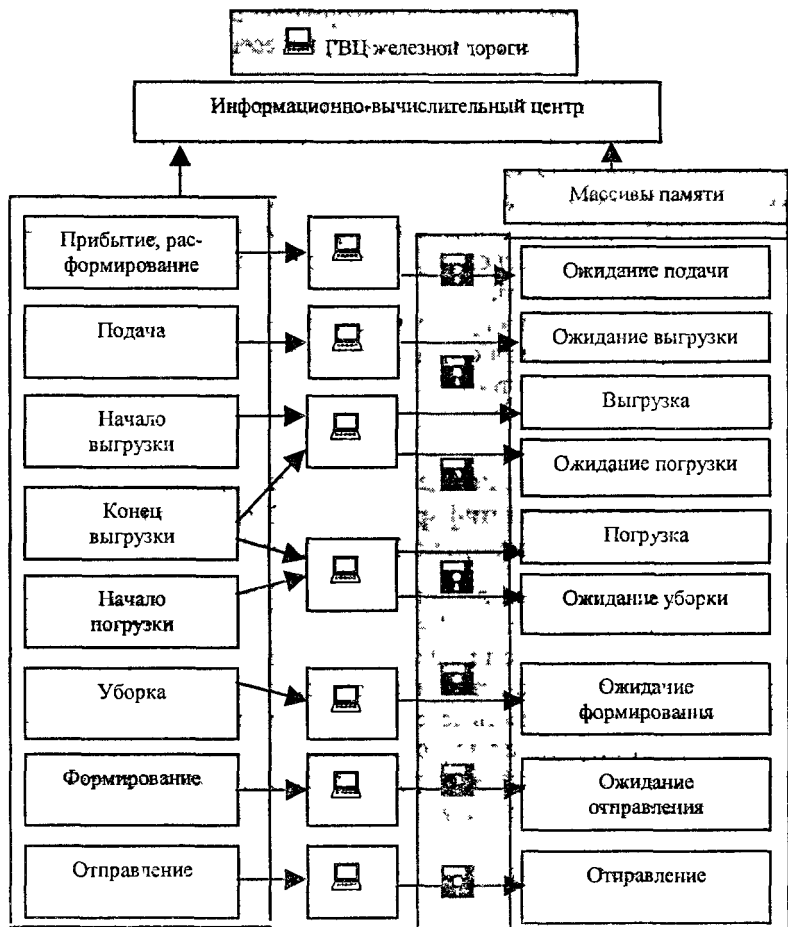 ГВЦ железной дороги
Информационно-вычислительный центр
Массивы памяти
Прибытие, рас-
формирование
Подача
Начало
выгрузки
Конец
выгрузки
Начало
погрузки
Уборка
Формирование
Отправление
Ожидание подачи
Ожидание выгрузки
Выгрузка
Ожидание погрузки
Погрузка
Ожидание уборки
Ожидание
формирования
Ожидание
отправления
Отправление